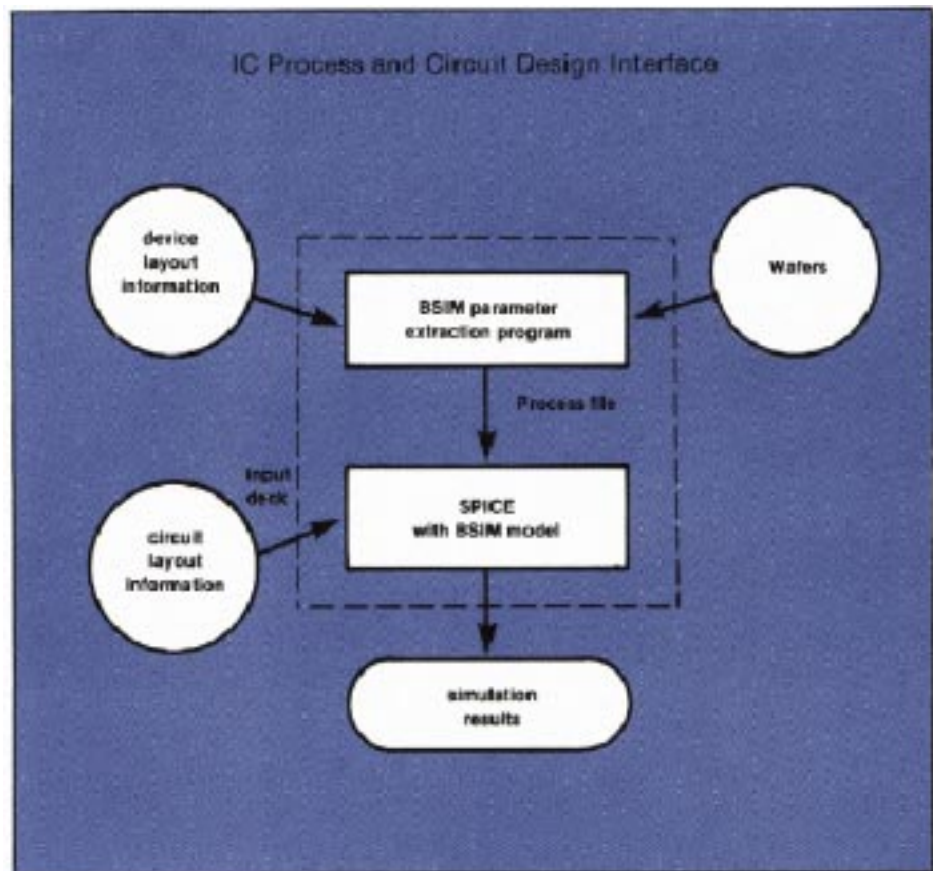 IC Process and Circuit Design Interface
device
layout
information
Wafers
BSIM parameter
extraction program
Process file
Input
deck
SPICE
with BSIM model
circuit
layout
information
simulation
results